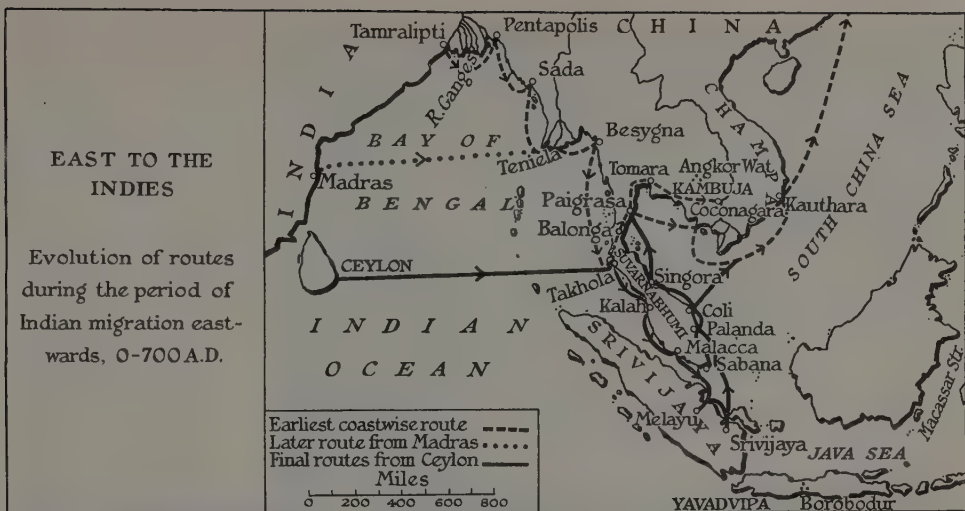 EAST TO THE
INDIES
Evolution of routes
during the period of
Indian migration east-
wards, 0-700 A.D.
CHINA
Pentapolis
Tamralipti
R. Ganges
Sada
INDIA
CHAMPA
BAY OF
BENGAL
Besygna
Teniela
Tomara
Angkor Wat
KAMBUJA
Madras
Paigrasa
Coconagara
Kauthara
SOUTH CHINA SEA
Balonga
CEYLON
Takhola
SUVARNABHUMI
Singora
Kalah
Coli
Palanda
INDIAN
OCEAN
SRIVIJAYA
Malacca
Sabana
Macassar Str.
Melayu
Srivijaya
JAVA SEA
YAVADVIPA
Borobodur
Earliest coastwise route
Later route from Madras
Final routes from Ceylon
Miles
0 200 400 600 800